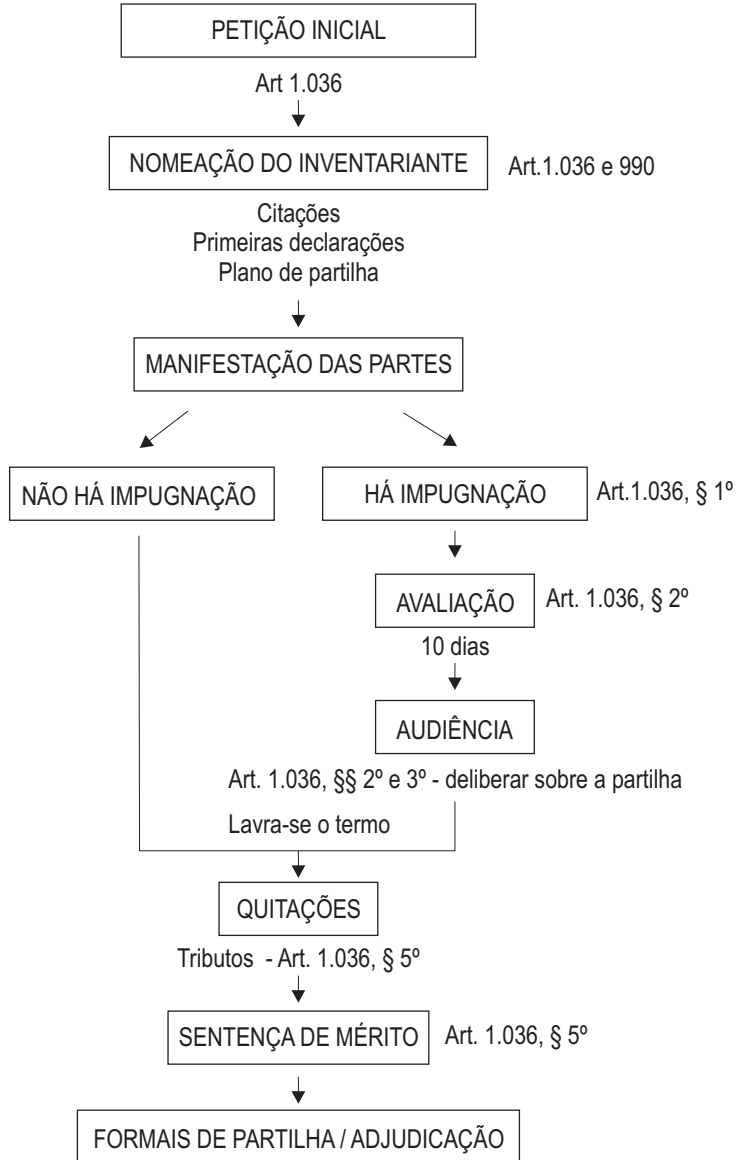 PETIÇÃO INICIAL
Art 1.036
NOMEAÇÃO DO INVENTARIANTE
Art.1.036 e 990
Citações
Primeiras declarações
Plano de partilha
MANIFESTAÇÃO DAS PARTES
NÃO HÁ IMPUGNAÇÃO
HÁ IMPUGNAÇÃO
Art.1.036, § 1º
AVALIAÇÃO
Art. 1.036, § 2º
10 dias
AUDIÊNCIA
Art. 1.036, §§ 2º e 3º - deliberar sobre a partilha
Lavra-se o termo
QUITAÇÕES
Tributos - Art. 1.036, § 5º
SENTENÇA DE MÉRITO
Art. 1.036, § 5º
FORMAIS DE PARTILHA / ADJUDICAÇÃO